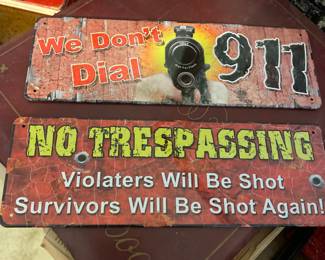 We Don't
Dial 911
NO TRESPASSING
Violaters Will Be Shot
Survivors Will Be Shot Again!